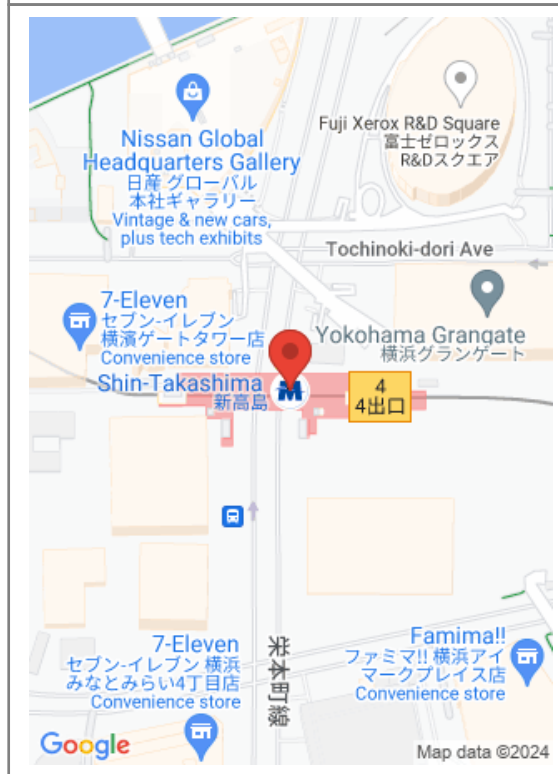 Nissan Global
Headquarters Gallery
日産 グローバル
本社ギャラリー
Vintage & new cars,
plus tech exhibits
Fuji Xerox R&D Square
富士ゼロックス
R&Dスクエア
Tochinoki-dori Ave
7-Eleven
セブン-イレブン
横濱ゲートタワー店
Convenience store
Yokohama Grangate
横浜グランゲート
Shin-Takashima
新高島
4
4出口
栄本町線
7-Eleven
セブン-イレブン 横浜
みなとみらい4丁目店
Convenience store
Famima!!
ファミマ!! 横浜アイ
マークプレイス店
Convenience store
Google
Map data ©2024